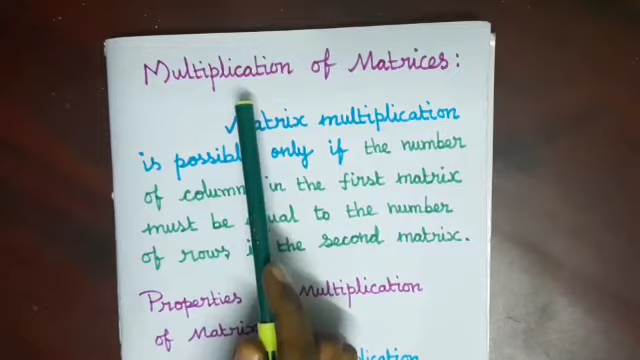 Multiplication of Matrices:
Matrix multiplication
is possible only if the number
of column in the first matrix
must be equal to the number
of rows in the second matrix.
Properties Multiplication
of Matrix